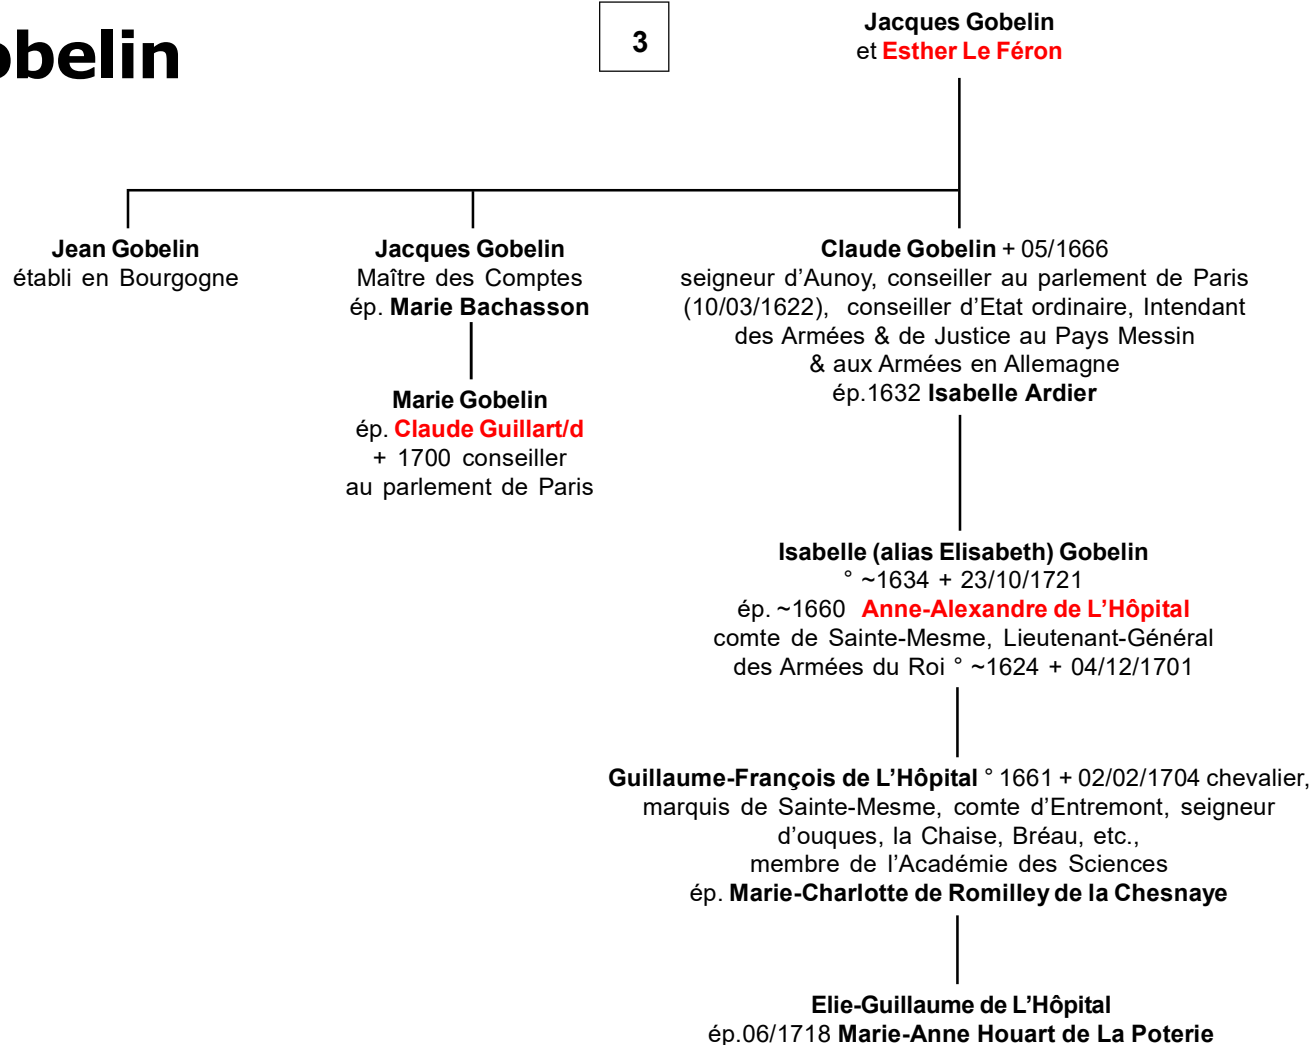 obelin
3
Jacques Gobelin
et Esther Le Féron
Jean Gobelin
établi en Bourgogne
Jacques Gobelin
Maître des Comptes
ép. Marie Bachasson
Marie Gobelin
ép. Claude Guillart/d
+ 1700 conseiller
au parlement de Paris
Claude Gobelin + 05/1666
seigneur d'Aunoy, conseiller au parlement de Paris
(10/03/1622), conseiller d'Etat ordinaire, Intendant
des Armées & de Justice au Pays Messin
& aux Armées en Allemagne
ép.1632 Isabelle Ardier
Isabelle (alias Elisabeth) Gobelin
° ~1634 + 23/10/1721
ép. ~1660 Anne-Alexandre de L'Hôpital
comte de Sainte-Mesme, Lieutenant-Général
des Armées du Roi ° ~1624 + 04/12/1701
Guillaume-François de L'Hôpital ° 1661 + 02/02/1704 chevalier,
marquis de Sainte-Mesme, comte d'Entremont, seigneur
d'ouques, la Chaise, Bréau, etc.,
membre de l'Académie des Sciences
ép. Marie-Charlotte de Romilley de la Chesnaye
Elie-Guillaume de L'Hôpital
ép.06/1718 Marie-Anne Houart de La Poterie